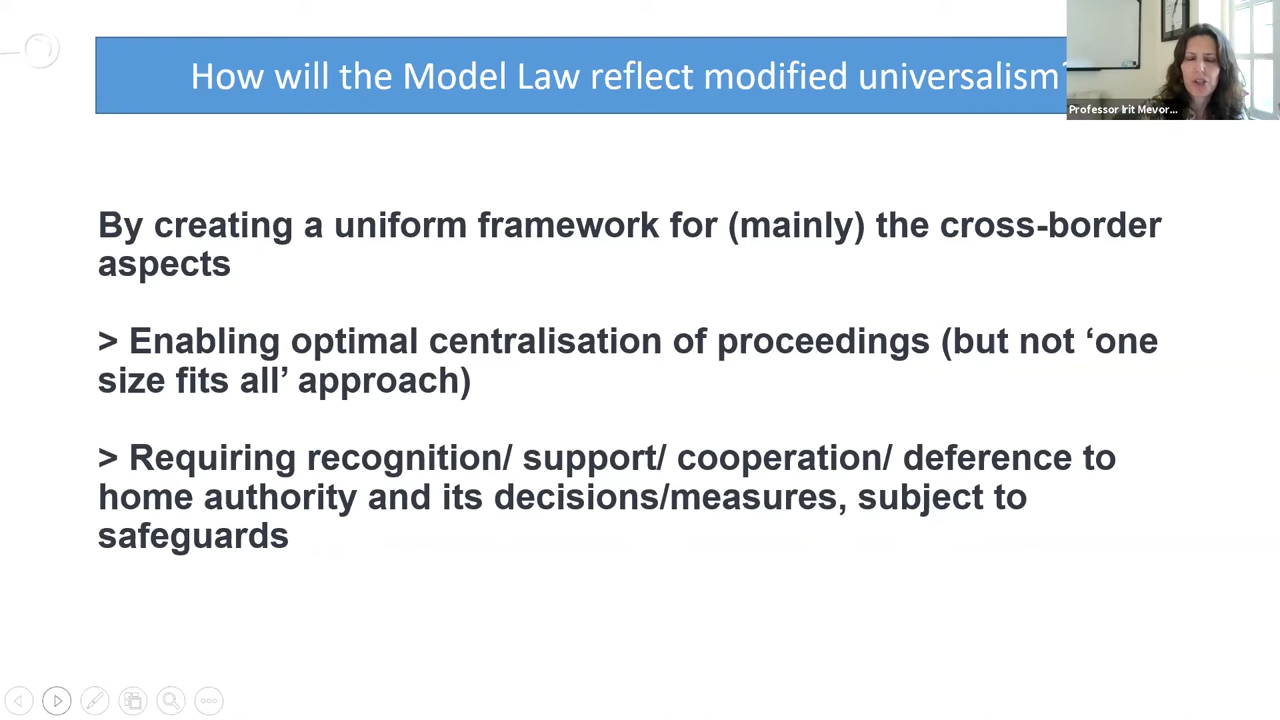 How will the Model Law reflect modified universalism?
Professor Irit Mevor...
By creating a uniform framework for (mainly) the cross-border
aspects
> Enabling optimal centralisation of proceedings (but not ‘one
size fits all’ approach)
> Requiring recognition/ support/ cooperation/ deference to
home authority and its decisions/measures, subject to
safeguards